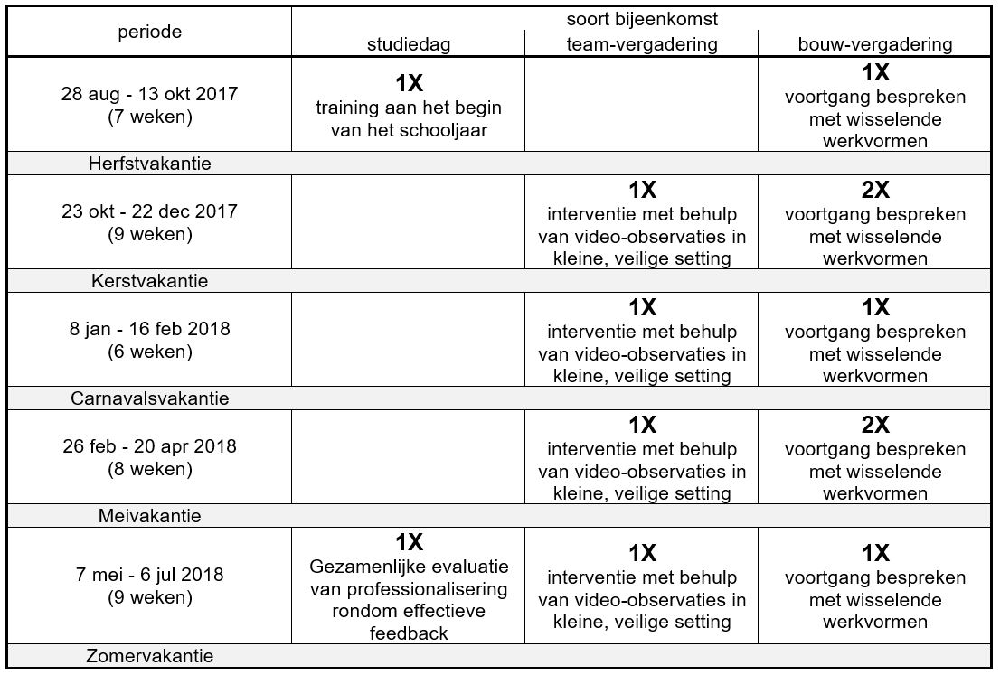 periode
soort bijeenkomst
studiedag
team-vergadering
bouw-vergadering
28 aug - 13 okt 2017
(7 weken)
1X
training aan het begin
van het schooljaar
1X
voortgang bespreken
met wisselende
werkvormen
Herfstvakantie
23 okt - 22 dec 2017
(9 weken)
1X
interventie met behulp
van video-observaties in
kleine, veilige setting
2X
voortgang bespreken
met wisselende
werkvormen
Kerstvakantie
8 jan - 16 feb 2018
(6 weken)
1X
interventie met behulp
van video-observaties in
kleine, veilige setting
1X
voortgang bespreken
met wisselende
werkvormen
Carnavalsvakantie
26 feb - 20 apr 2018
(8 weken)
1X
interventie met behulp
van video-observaties in
kleine, veilige setting
2X
voortgang bespreken
met wisselende
werkvormen
Meivakantie
7 mei - 6 jul 2018
(9 weken)
1X
Gezamenlijke evaluatie
van professionalisering
rondom effectieve
feedback
1X
interventie met behulp
van video-observaties in
kleine, veilige setting
1X
voortgang bespreken
met wisselende
werkvormen
Zomervakantie